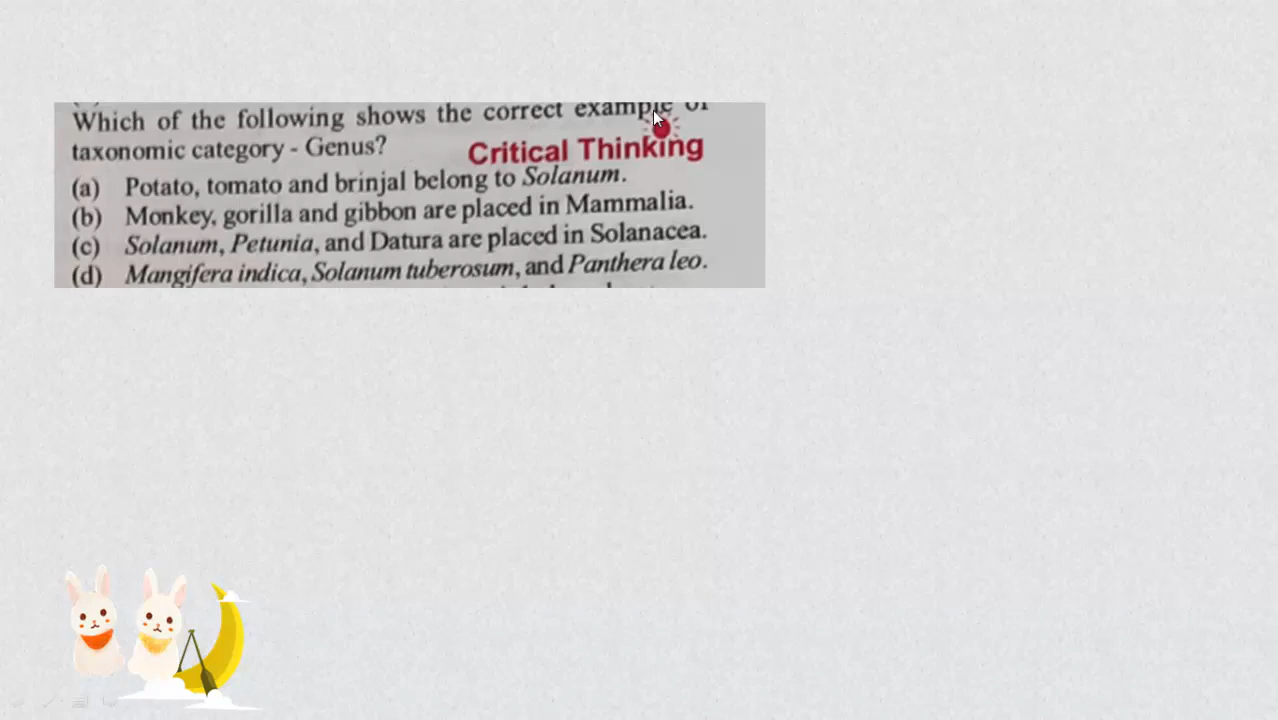 Which of the following shows the correct example of
taxonomic category - Genus?
Critical Thinking
(a) Potato, tomato and brinjal belong to Solanum.
(b) Monkey, gorilla and gibbon are placed in Mammalia.
(c) Solanum, Petunia, and Datura are placed in Solanacea.
(d) Mangifera indica, Solanum tuberosum, and Panthera leo.